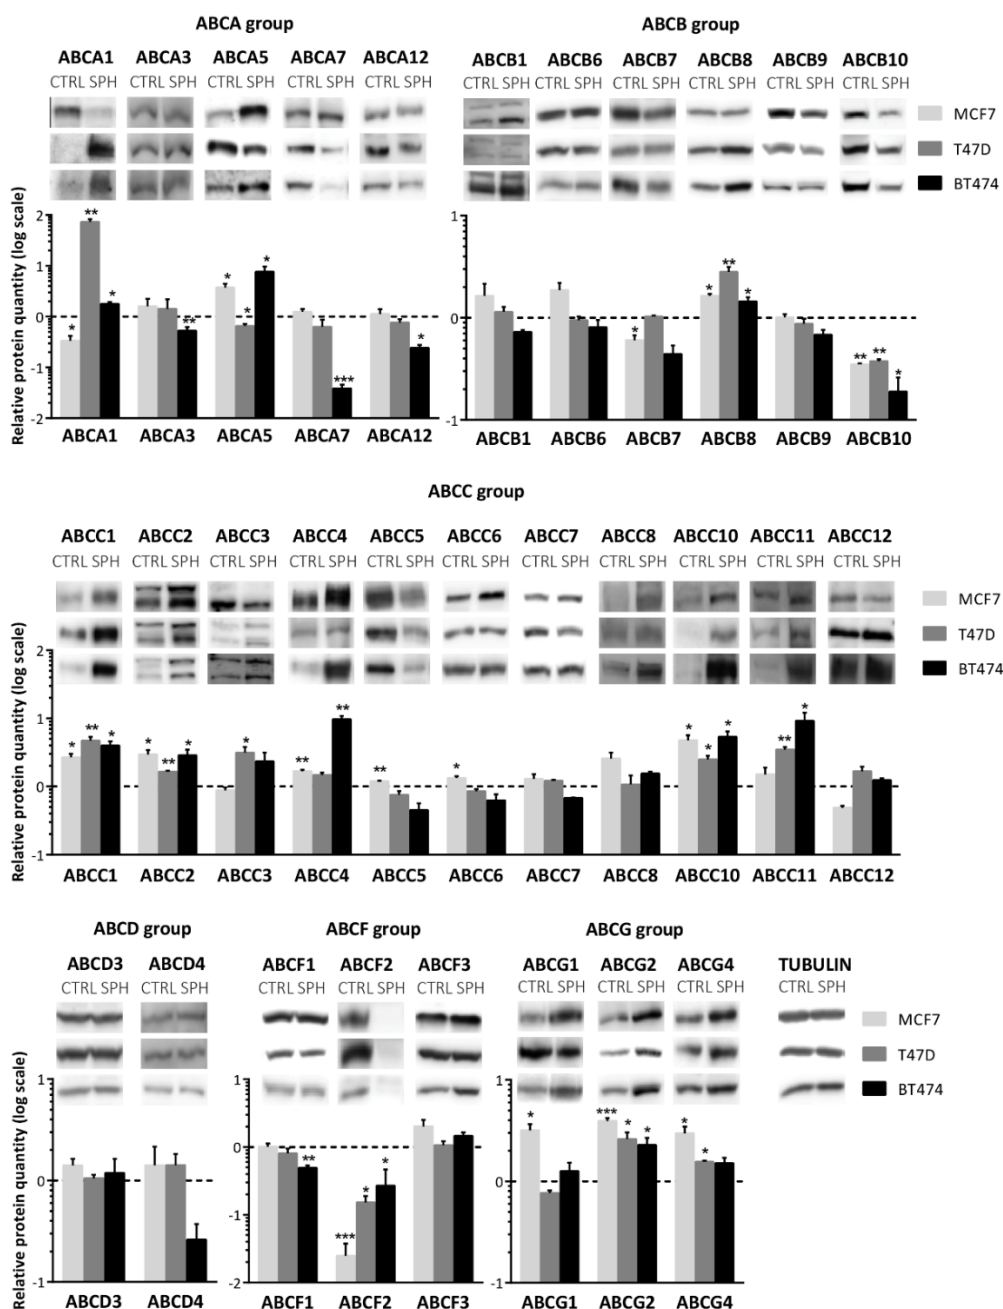 ABCA group
ABCB group
ABCA1 ABCA3 ABCA5 ABCA7 ABCA12
CTRL SPH CTRL SPH CTRL SPH CTRL SPH CTRL SPH
ABCB1 ABCB6 ABCB7 ABCB8 ABCB9 ABCB10
CTRL SPH CTRL SPH CTRL SPH CTRL SPH CTRL SPH CTRL SPH
MCF7
T47D
BT474
Relative protein quantity (log scale)
2
1
0
-1
-2
* ** * ** * * * *** *
ABCA1 ABCA3 ABCA5 ABCA7 ABCA12
1
0
-1
* * ** * ** ** *
ABCB1 ABCB6 ABCB7 ABCB8 ABCB9 ABCB10
ABCC group
ABCC1 ABCC2 ABCC3 ABCC4 ABCC5 ABCC6 ABCC7 ABCC8 ABCC10 ABCC11 ABCC12
CTRL SPH CTRL SPH CTRL SPH CTRL SPH CTRL SPH CTRL SPH CTRL SPH CTRL SPH CTRL SPH CTRL SPH CTRL SPH
MCF7
T47D
BT474
Relative protein quantity (log scale)
2
1
0
-1
* ** * * ** * * ** ** ** * * * * ** *
ABCC1 ABCC2 ABCC3 ABCC4 ABCC5 ABCC6 ABCC7 ABCC8 ABCC10 ABCC11 ABCC12
ABCD group
ABCF group
ABCG group
ABCD3 ABCD4
CTRL SPH CTRL SPH
ABCF1 ABCF2 ABCF3
CTRL SPH CTRL SPH CTRL SPH
ABCG1 ABCG2 ABCG4
CTRL SPH CTRL SPH CTRL SPH
TUBULIN
CTRL SPH
MCF7
T47D
BT474
Relative protein quantity (log scale)
1
0
-1
ABCD3 ABCD4
1
0
-1
-2
** *** * *
ABCF1 ABCF2 ABCF3
1
0
-1
* *** * * * *
ABCG1 ABCG2 ABCG4